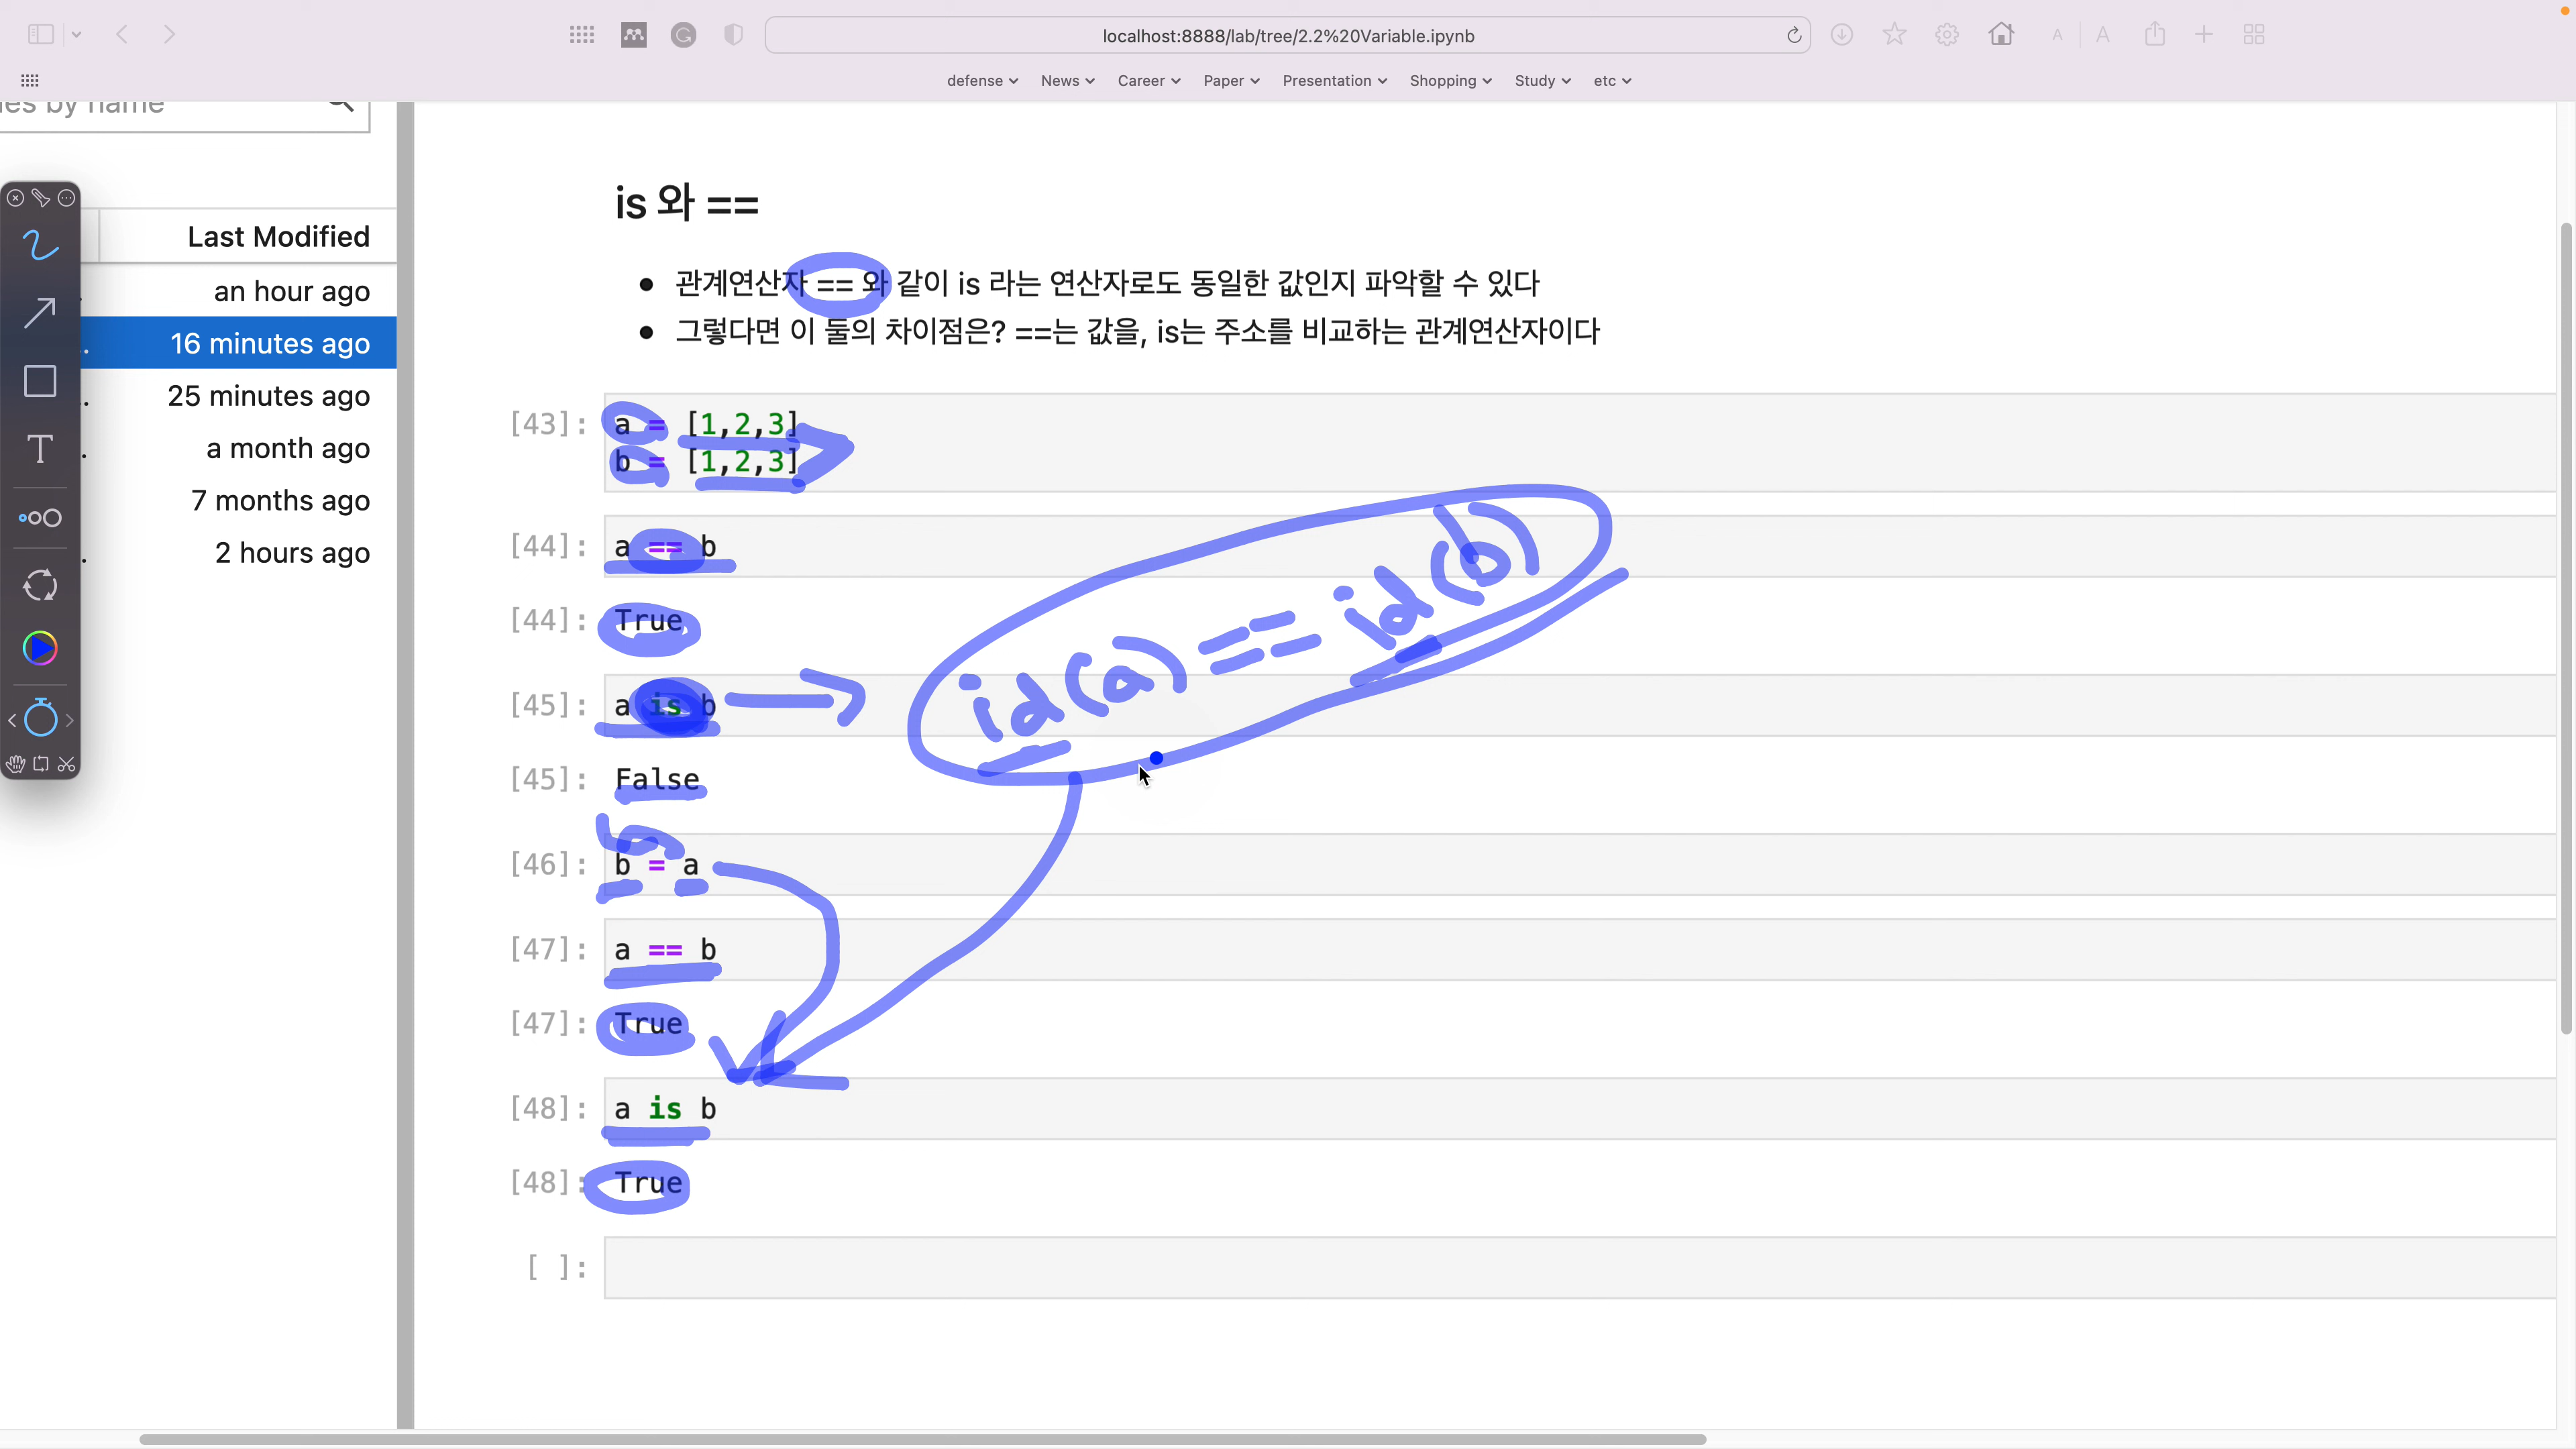 localhost:8888/lab/tree/2.2%20Variable.ipynb
A A
defense News Career Paper Presentation Shopping Study etc
by name
Last Modified
an hour ago
16 minutes ago
25 minutes ago
a month ago
7 months ago
2 hours ago
T
is 와 ==
● 관계연산자 == 와 같이 is 라는 연산자로도 동일한 값인지 파악할 수 있다
● 그렇다면 이 둘의 차이점은? ==는 값을, is는 주소를 비교하는 관계연산자이다
[43]: a = [1,2,3]
b = [1,2,3]
[44]: a == b
[44]: True
[45]: a is b
id(a) == id(b)
[45]: False
[46]: b = a
[47]: a == b
[47]: True
[48]: a is b
[48]: True
[ ]: